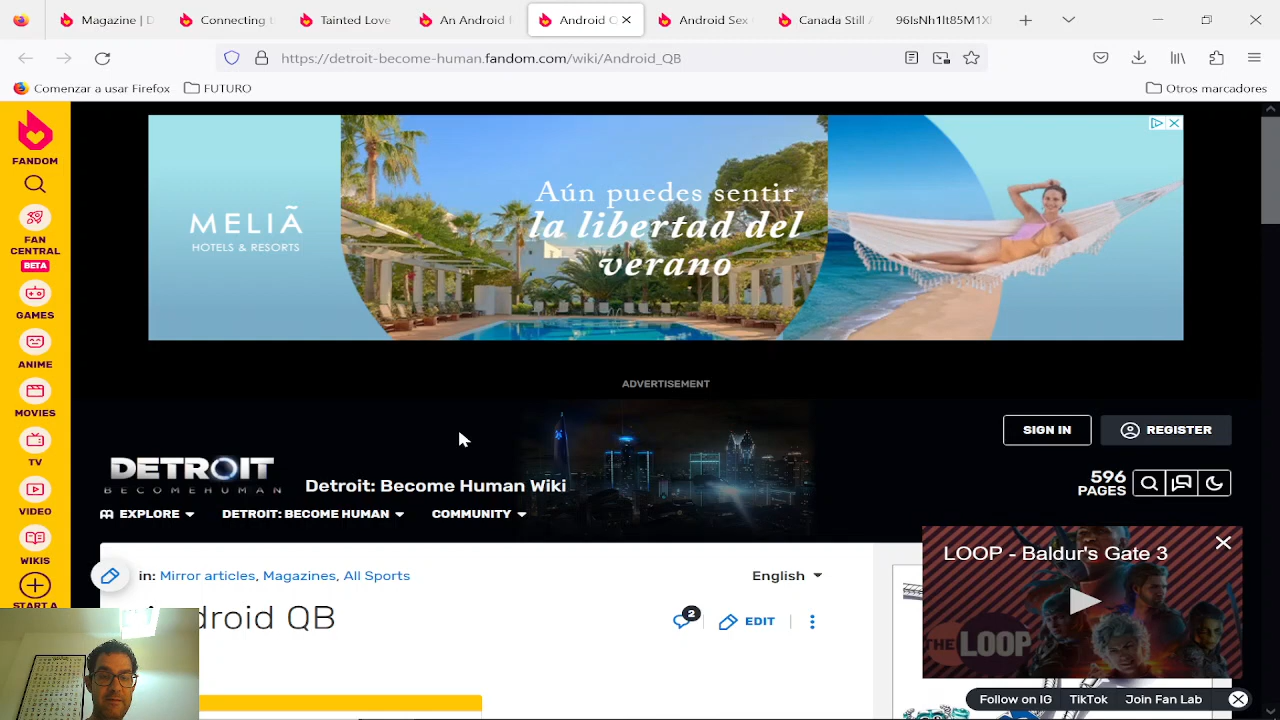 Magazine | D
Connecting t
Tainted Love
An Android I
Android Q
Android Sex
Canada Still A
96IsNh1It85M1X
https://detroit-become-human.fandom.com/wiki/Android_QB
Comenzar a usar Firefox
FUTURO
Otros marcadores
FANDOM
FAN
CENTRAL
BETA
GAMES
ANIME
MOVIES
TV
VIDEO
WIKIS
START A
MELIÃ
HOTELS & RESORTS
Aún puedes sentir
la libertad del
verano
ADVERTISEMENT
SIGN IN
REGISTER
DETROIT
BECOME HUMAN
Detroit: Become Human Wiki
596
PAGES
EXPLORE
DETROIT: BECOME HUMAN
COMMUNITY
in: Mirror articles, Magazines, All Sports
English
droid QB
2
EDIT
LOOP - Baldur's Gate 3
THE LOOP
Follow on IG
TikTok
Join Fan Lab